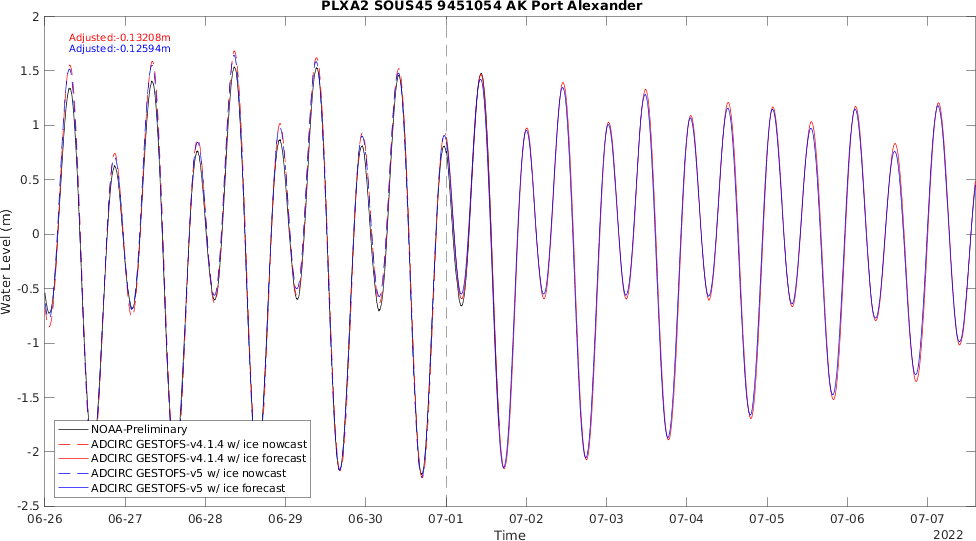 PLXA2 SOUS45 9451054 AK Port Alexander
Adjusted:-0.13208m
Adjusted:-0.12594m
2
1.5
1
0.5
0
-0.5
-1
-1.5
-2
-2.5
Water Level (m)
NOAA-Preliminary
ADCIRC GESTOFS-v4.1.4 w/ ice nowcast
ADCIRC GESTOFS-v4.1.4 w/ ice forecast
ADCIRC GESTOFS-v5 w/ ice nowcast
ADCIRC GESTOFS-v5 w/ ice forecast
06-26 06-27 06-28 06-29 06-30 07-01 07-02 07-03 07-04 07-05 07-06 07-07
Time
2022